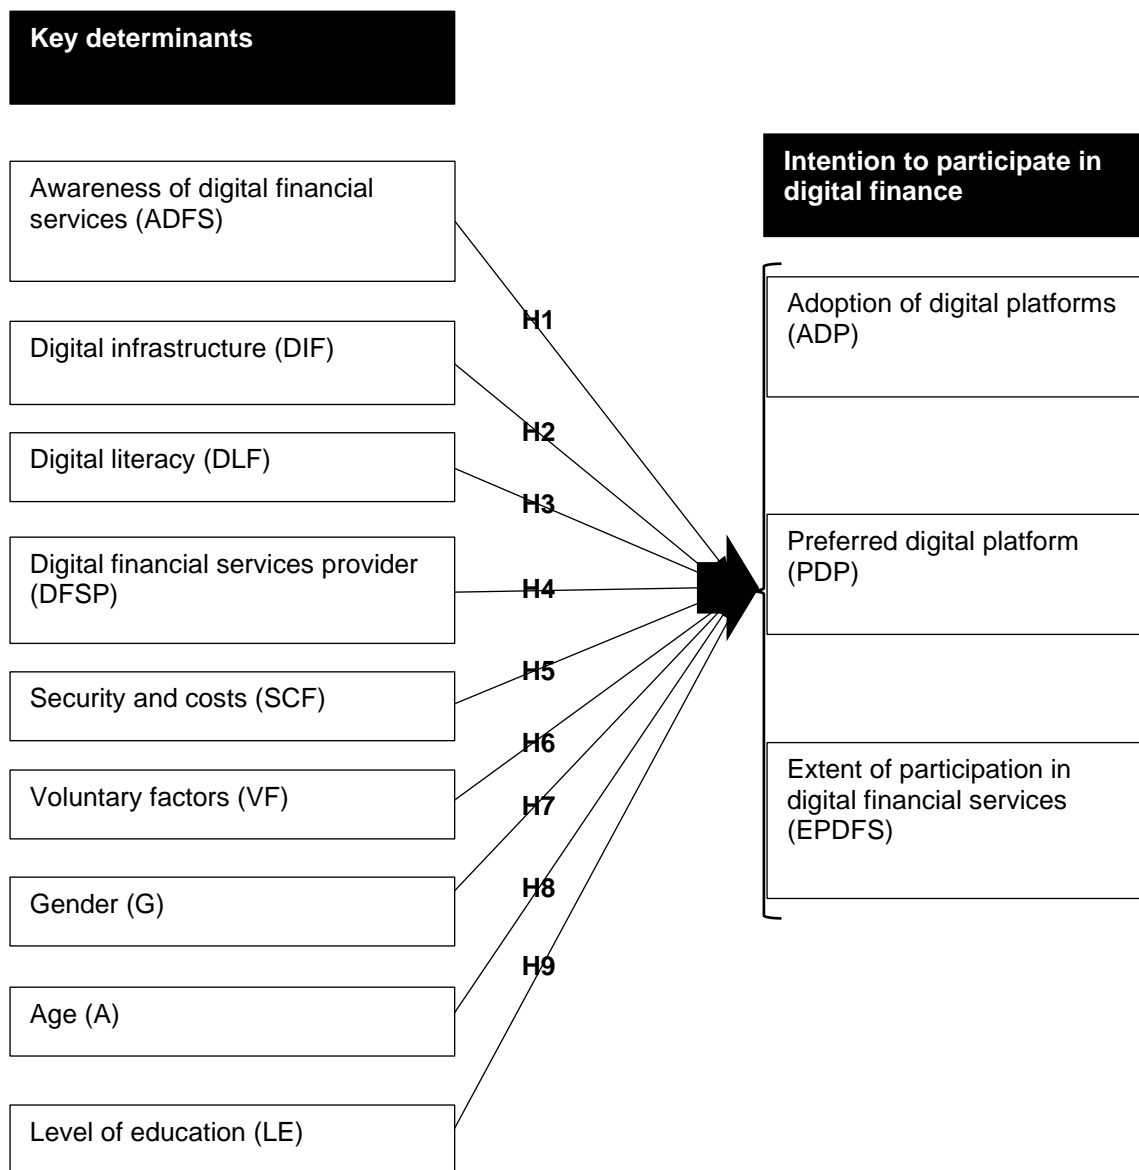 Key determinants
Awareness of digital financial
services (ADFS)
Digital infrastructure (DIF)
Digital literacy (DLF)
Digital financial services provider
(DFSP)
Security and costs (SCF)
Voluntary factors (VF)
Gender (G)
Age (A)
Level of education (LE)
H1
H2
H3
H4
H5
H6
H7
H8
H9
Intention to participate in
digital finance
Adoption of digital platforms
(ADP)
Preferred digital platform
(PDP)
Extent of participation in
digital financial services
(EPDFS)